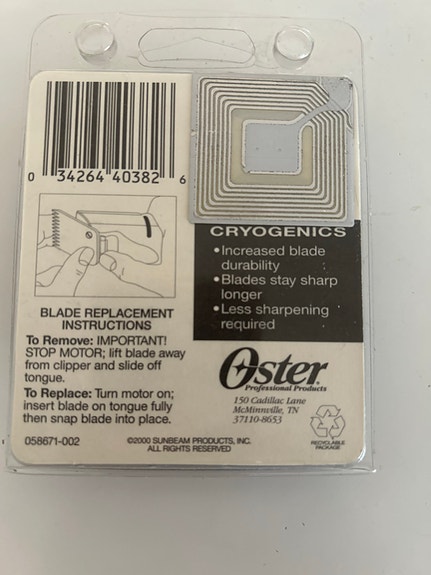 0 34264 40382 6
CRYOGENICS
•Increased blade
durability
•Blades stay sharp
longer
•Less sharpening
required
BLADE REPLACEMENT
INSTRUCTIONS
To Remove: IMPORTANT!
STOP MOTOR; lift blade away
from clipper and slide off
tongue.
To Replace: Turn motor on;
insert blade on tongue fully
then snap blade into place.
Oster
Professional Products
150 Cadillac Lane
McMinnville, TN
37110-8653
RECYCLABLE
PACKAGE
058671-002
©2000 SUNBEAM PRODUCTS, INC.
ALL RIGHTS RESERVED